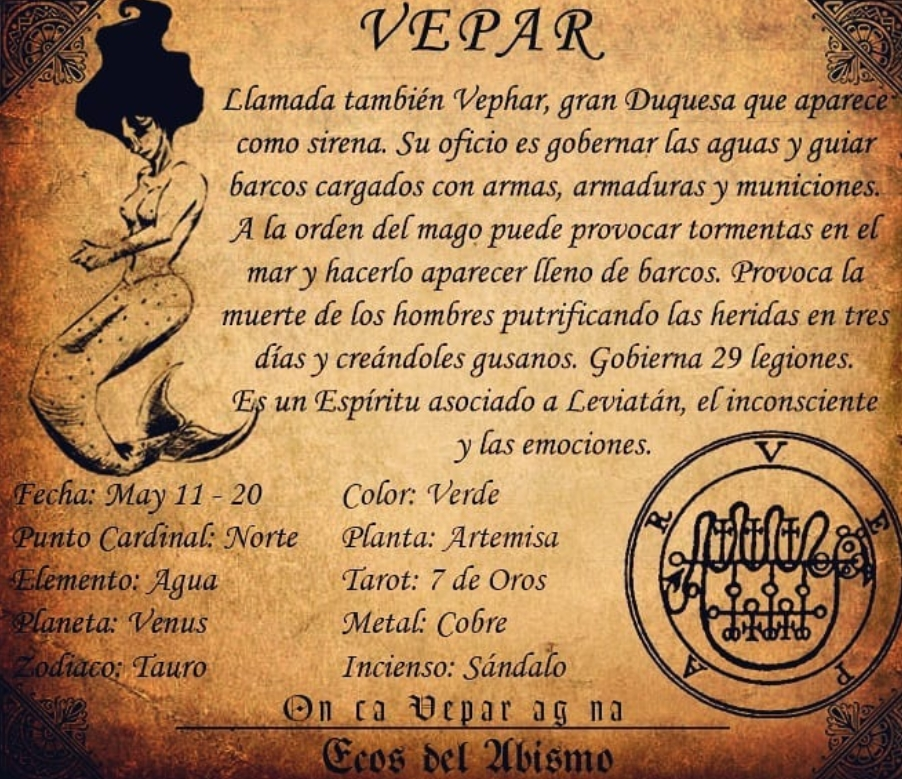 VEPAR
Llamada también Vephar, gran Duquesa que aparece
como sirena. Su oficio es gobernar las aguas y guiar
barcos cargados con armas, armaduras y municiones.
A la orden del mago puede provocar tormentas en el
mar y hacerlo aparecer lleno de barcos. Provoca la
muerte de los hombres putrificando las heridas en tres
días y creándoles gusanos. Gobierna 29 legiones.
Es un Espíritu asociado a Leviatán, el inconsciente
y las emociones.
Fecha: May 11 - 20
Punto Cardinal: Norte
Elemento: Agua
Planeta: Venus
Zodiaco: Tauro
Color: Verde
Planta: Artemisa
Tarot: 7 de Oros
Metal: Cobre
Incienso: Sándalo
V E P A R
On ca Vepar ag na
Ecos del Abismo